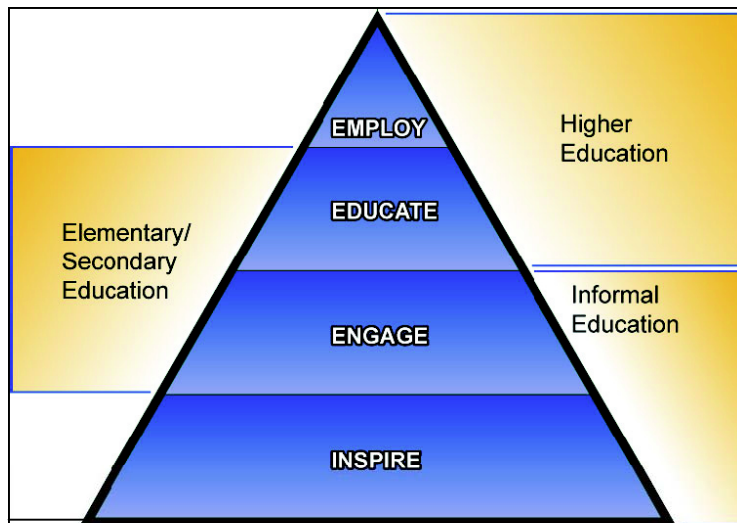 EMPLOY
Higher
Education
EDUCATE
Elementary/
Secondary
Education
Informal
Education
ENGAGE
INSPIRE